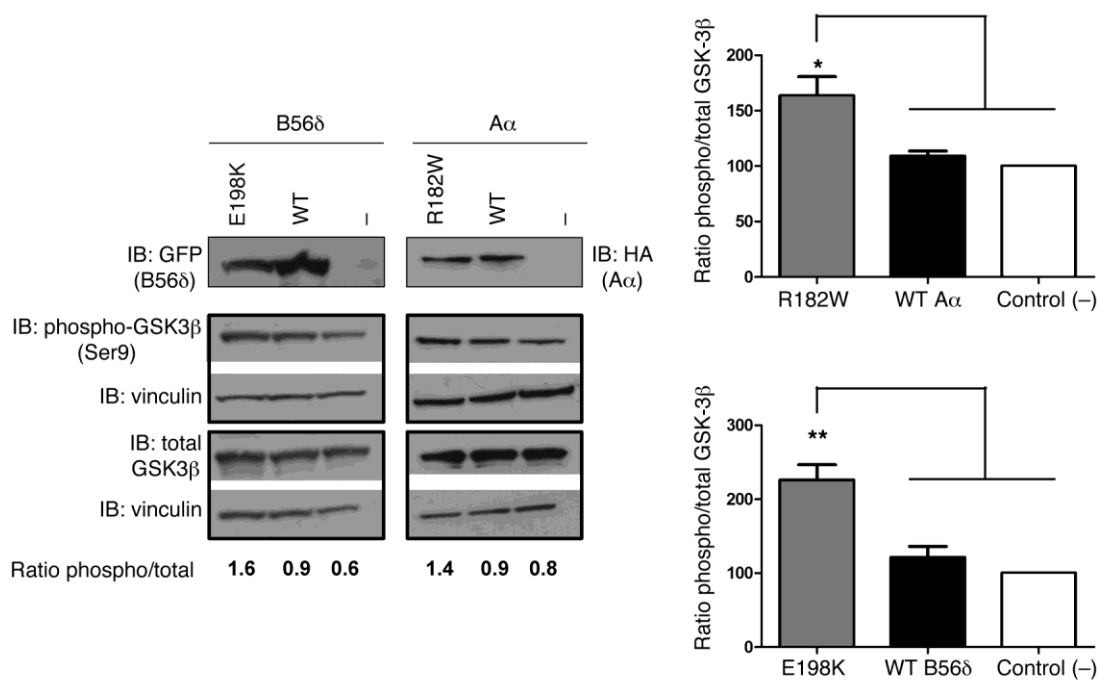 B56δ
Aα
E198K
WT
–
R182W
WT
–
IB: GFP
(B56δ)
IB: HA
(Aα)
IB: phospho-GSK3β
(Ser9)
IB: vinculin
IB: total
GSK3β
IB: vinculin
Ratio phospho/total 1.6 0.9 0.6 1.4 0.9 0.8
Ratio phospho/total GSK-3β
200
150
100
50
0
*
R182W WT Aα Control (–)
Ratio phospho/total GSK-3β
300
200
100
0
**
E198K WT B56δ Control (–)